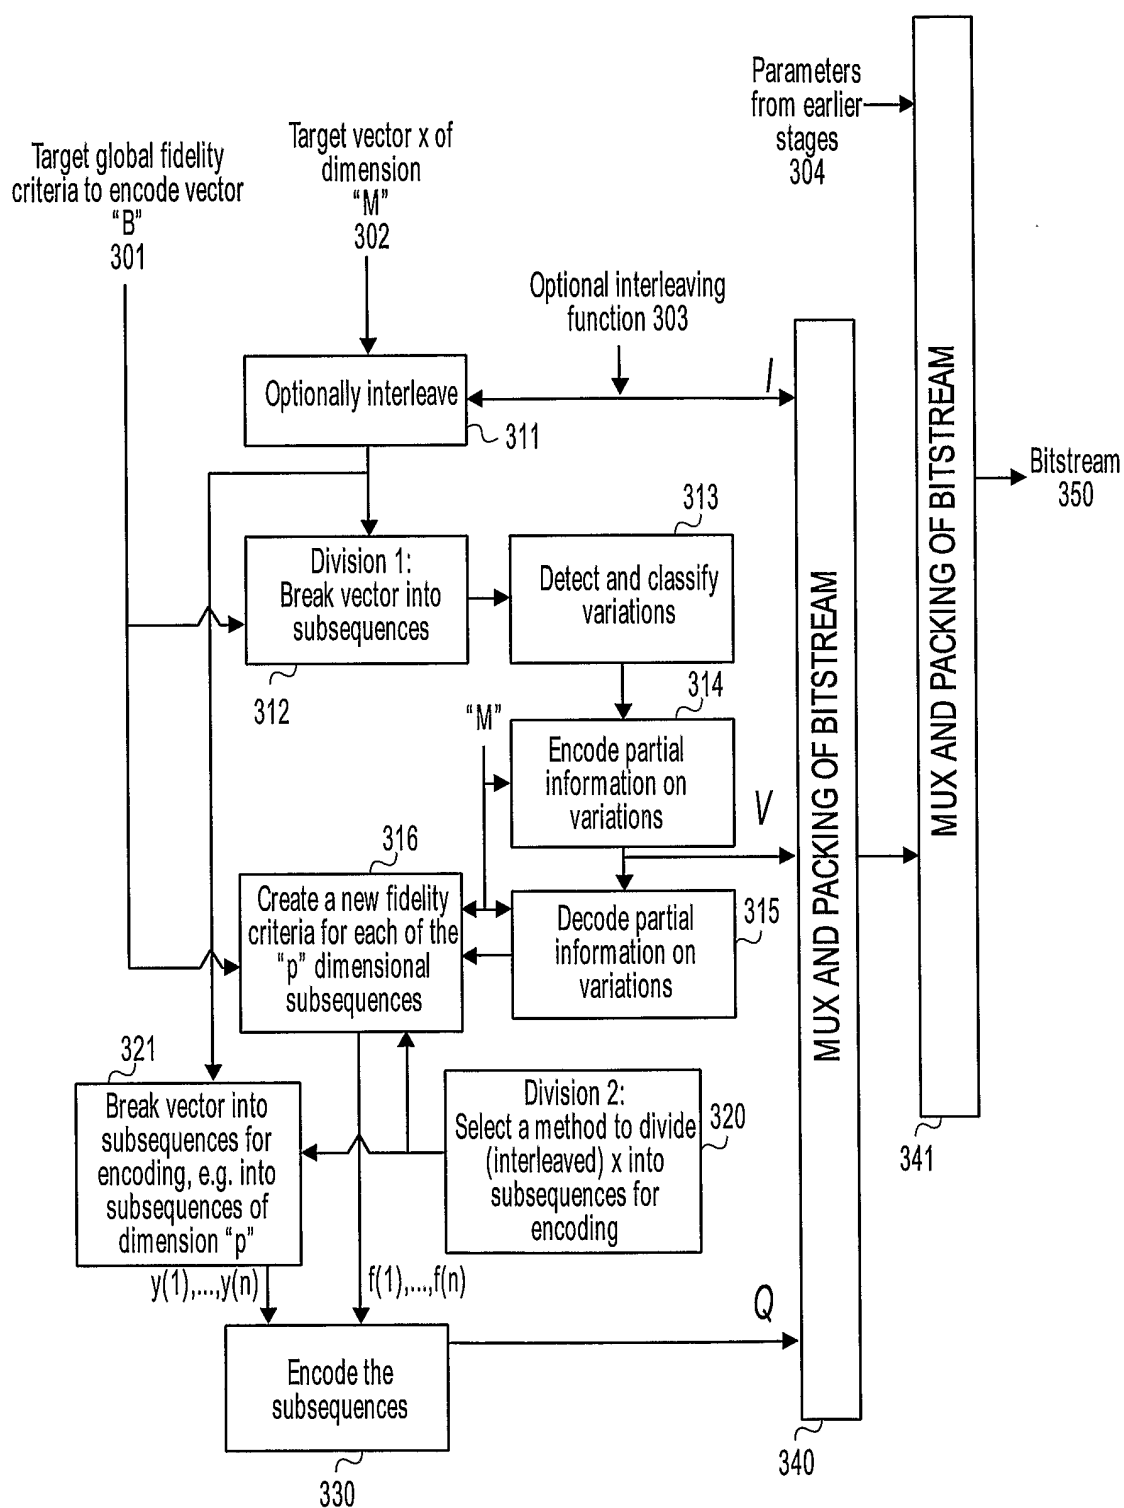 Parameters
from earlier
stages
304
Target vector x of
dimension
“M”
302
Target global fidelity
criteria to encode vector
“B”
301
Optional interleaving
function 303
I
Optionally interleave
311
MUX AND PACKING OF BITSTREAM
Bitstream
350
313
Division 1:
Break vector into
subsequences
312
Detect and classify
variations
314
“M”
Encode partial
information on
variations
V
MUX AND PACKING OF BITSTREAM
316
Create a new fidelity
criteria for each of the
“p” dimensional
subsequences
Decode partial
information on
variations
315
321
Break vector into
subsequences for
encoding, e.g. into
subsequences of
dimension “p”
Division 2:
Select a method to divide
(interleaved) x into
subsequences for
encoding
320
341
y(1),...,y(n)
f(1),...,f(n)
Q
Encode the
subsequences
330
340